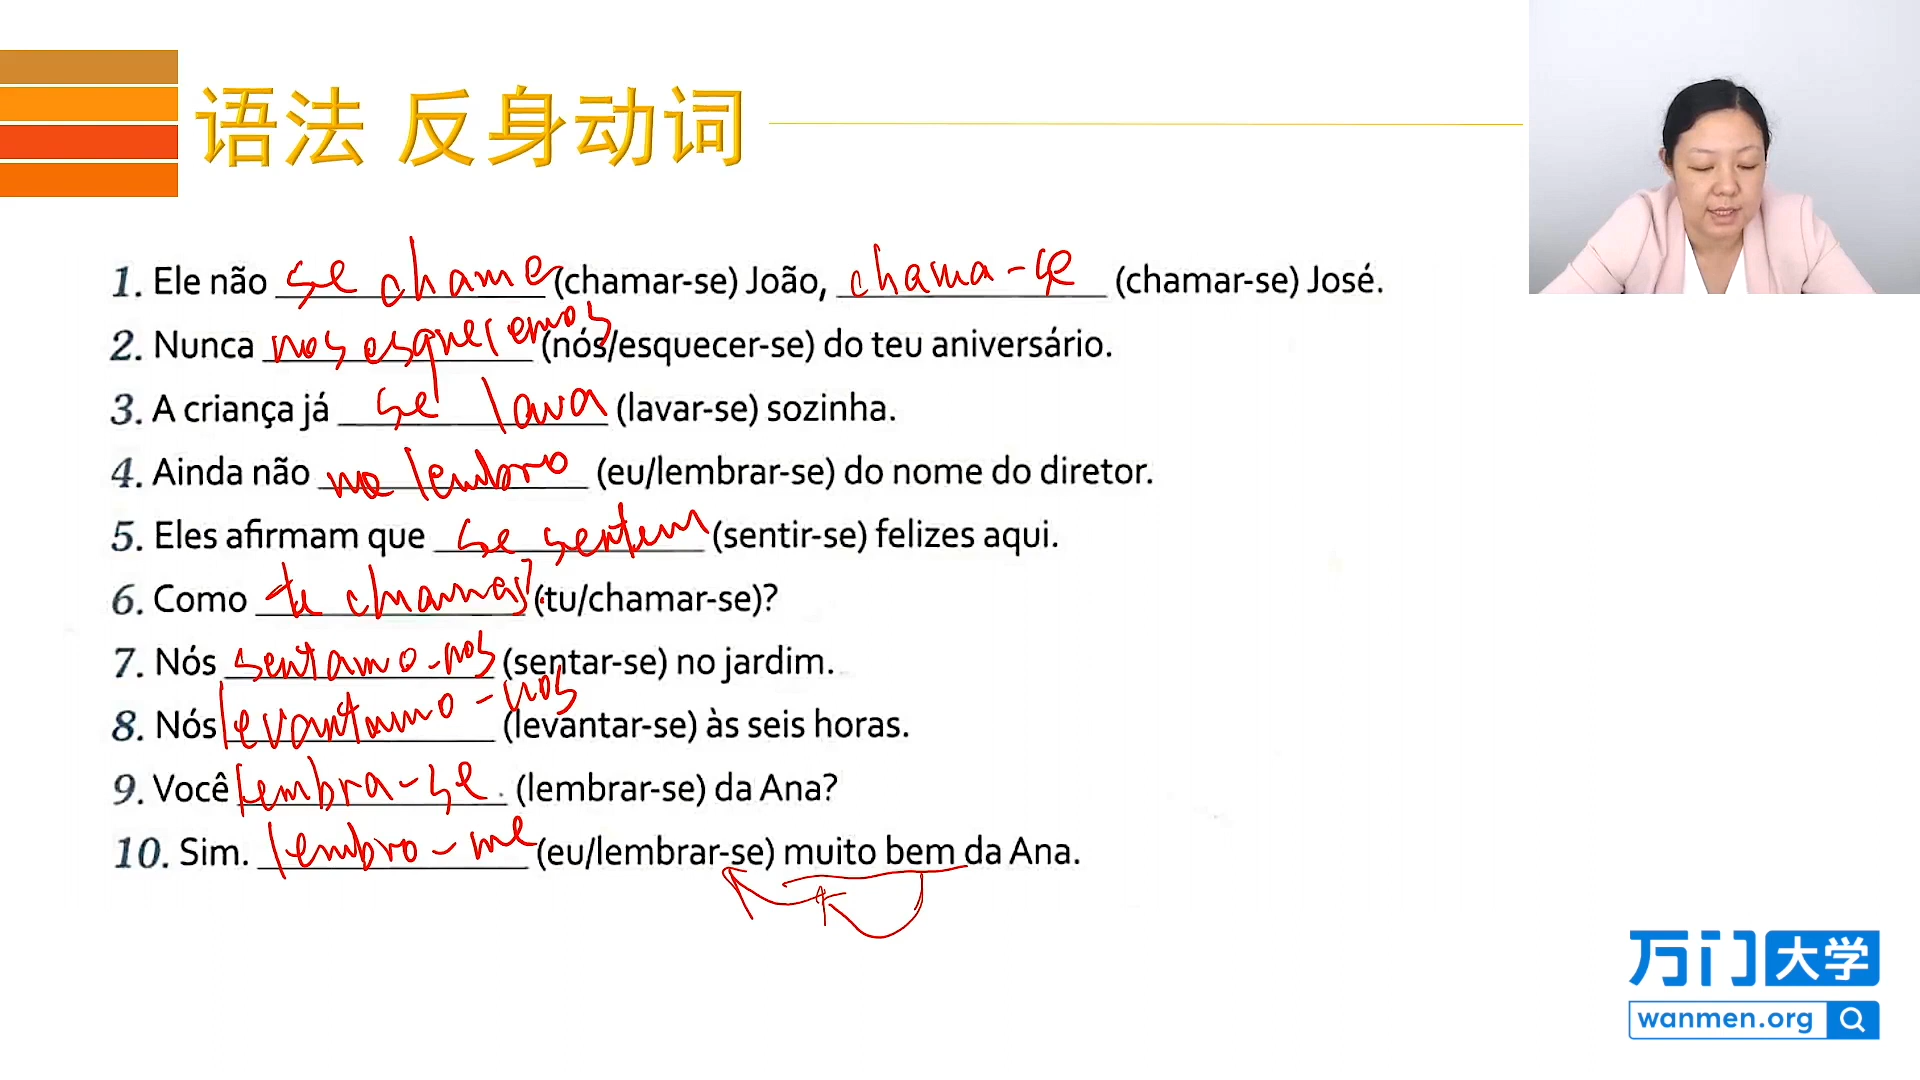 语法 反身动词
1. Ele não se chame (chamar-se) João, chama-se (chamar-se) José.
2. Nunca nos esquecemos (nós/esquecer-se) do teu aniversário.
3. A criança já se lava (lavar-se) sozinha.
4. Ainda não me lembro (eu/lembrar-se) do nome do diretor.
5. Eles afirmam que se sentem (sentir-se) felizes aqui.
6. Como te chamas? (tu/chamar-se)?
7. Nós sentamo-nos (sentar-se) no jardim.
8. Nós levantamo-nos (levantar-se) às seis horas.
9. Você lembra-se (lembrar-se) da Ana?
10. Sim. lembro-me (eu/lembrar-se) muito bem da Ana.
万门大学
wanmen.org